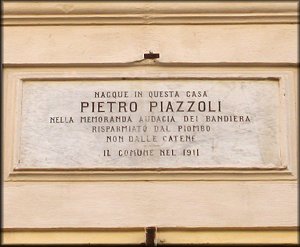 NACQUE IN QUESTA CASA
PIETRO PIAZZOLI
NELLA MEMORANDA AUDACIA DEI BANDIERA
RISPARMIATO DAL PIOMBO
NON DALLE CATENE
IL COMUNE NEL 1911